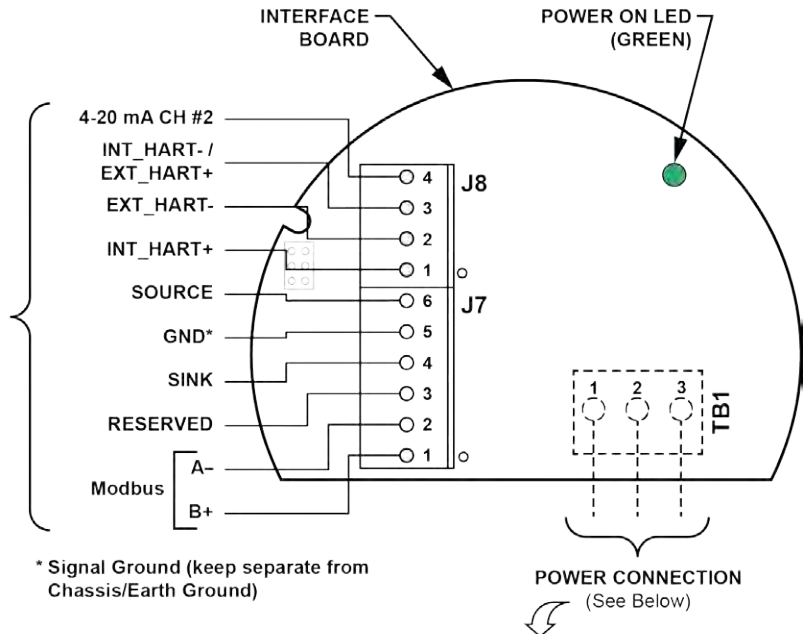 INTERFACE
BOARD
POWER ON LED
(GREEN)
4-20 mA CH #2
INT_HART- /
EXT_HART+
EXT_HART-
INT_HART+
SOURCE
GND*
SINK
RESERVED
Modbus
A–
B+
4
J8
3
2
1
6
J7
5
4
3
2
1
1 2 3
TB1
* Signal Ground (keep separate from
Chassis/Earth Ground)
POWER CONNECTION
(See Below)